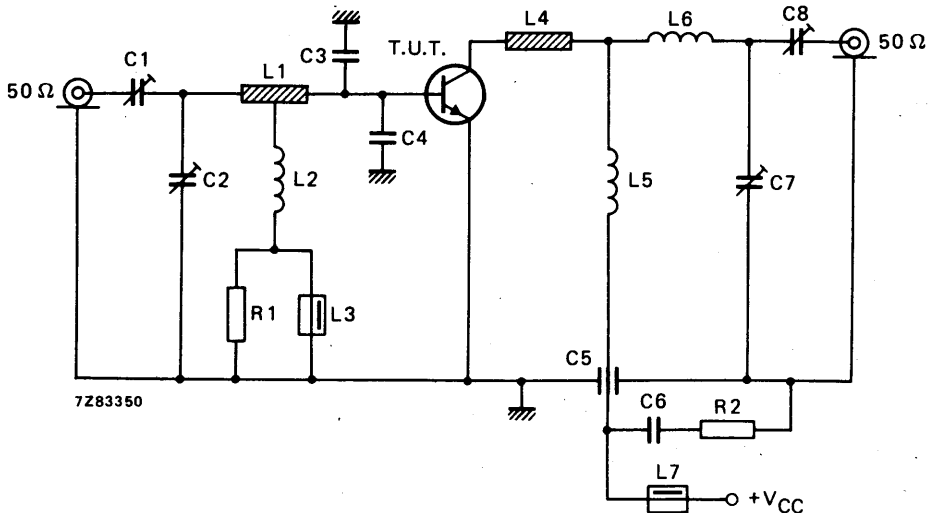 L4
L6
C8
C3
T.U.T.
50 Ω
C1
L1
50 Ω
C4
C2
L2
L5
C7
R1
L3
C5
7Z83350
C6
R2
L7
+VCC